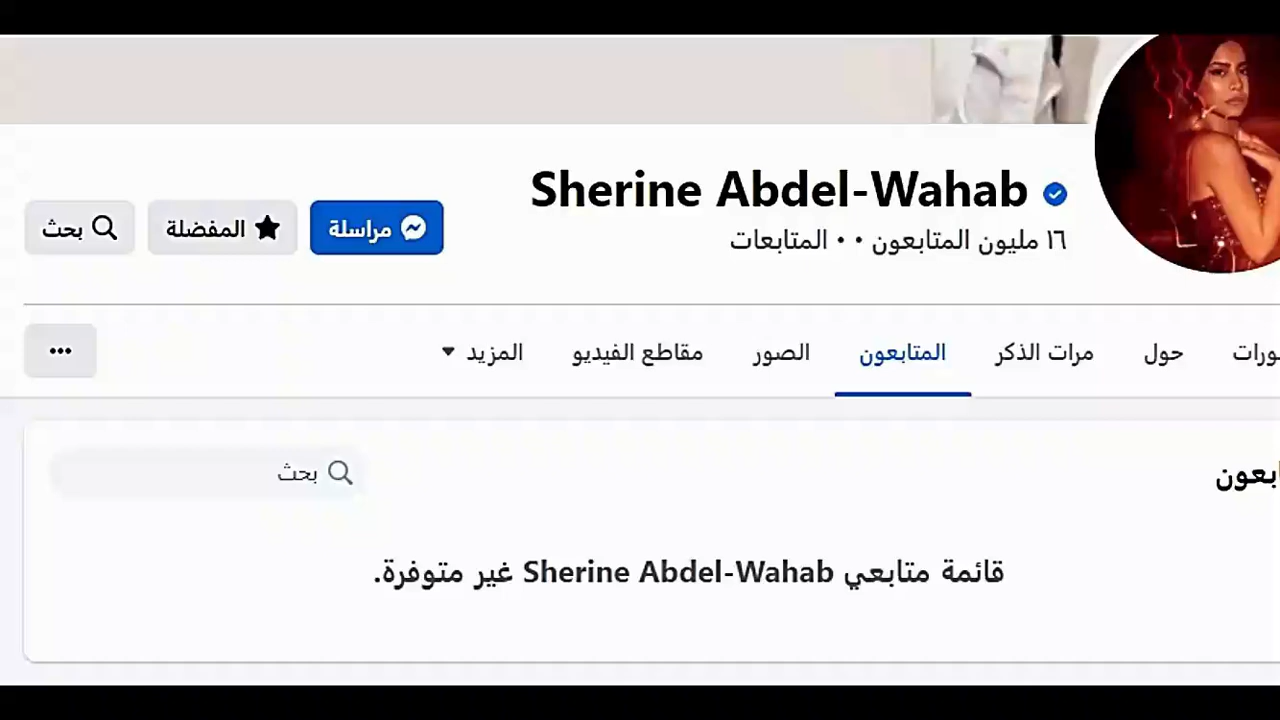 Sherine Abdel-Wahab
١٦ مليون المتابعون • • المتابعات
مراسلة
المفضلة
بحث
حول
مرات الذكر
المتابعون
الصور
مقاطع الفيديو
المزيد
بحث
قائمة متابعي Sherine Abdel-Wahab غير متوفرة.